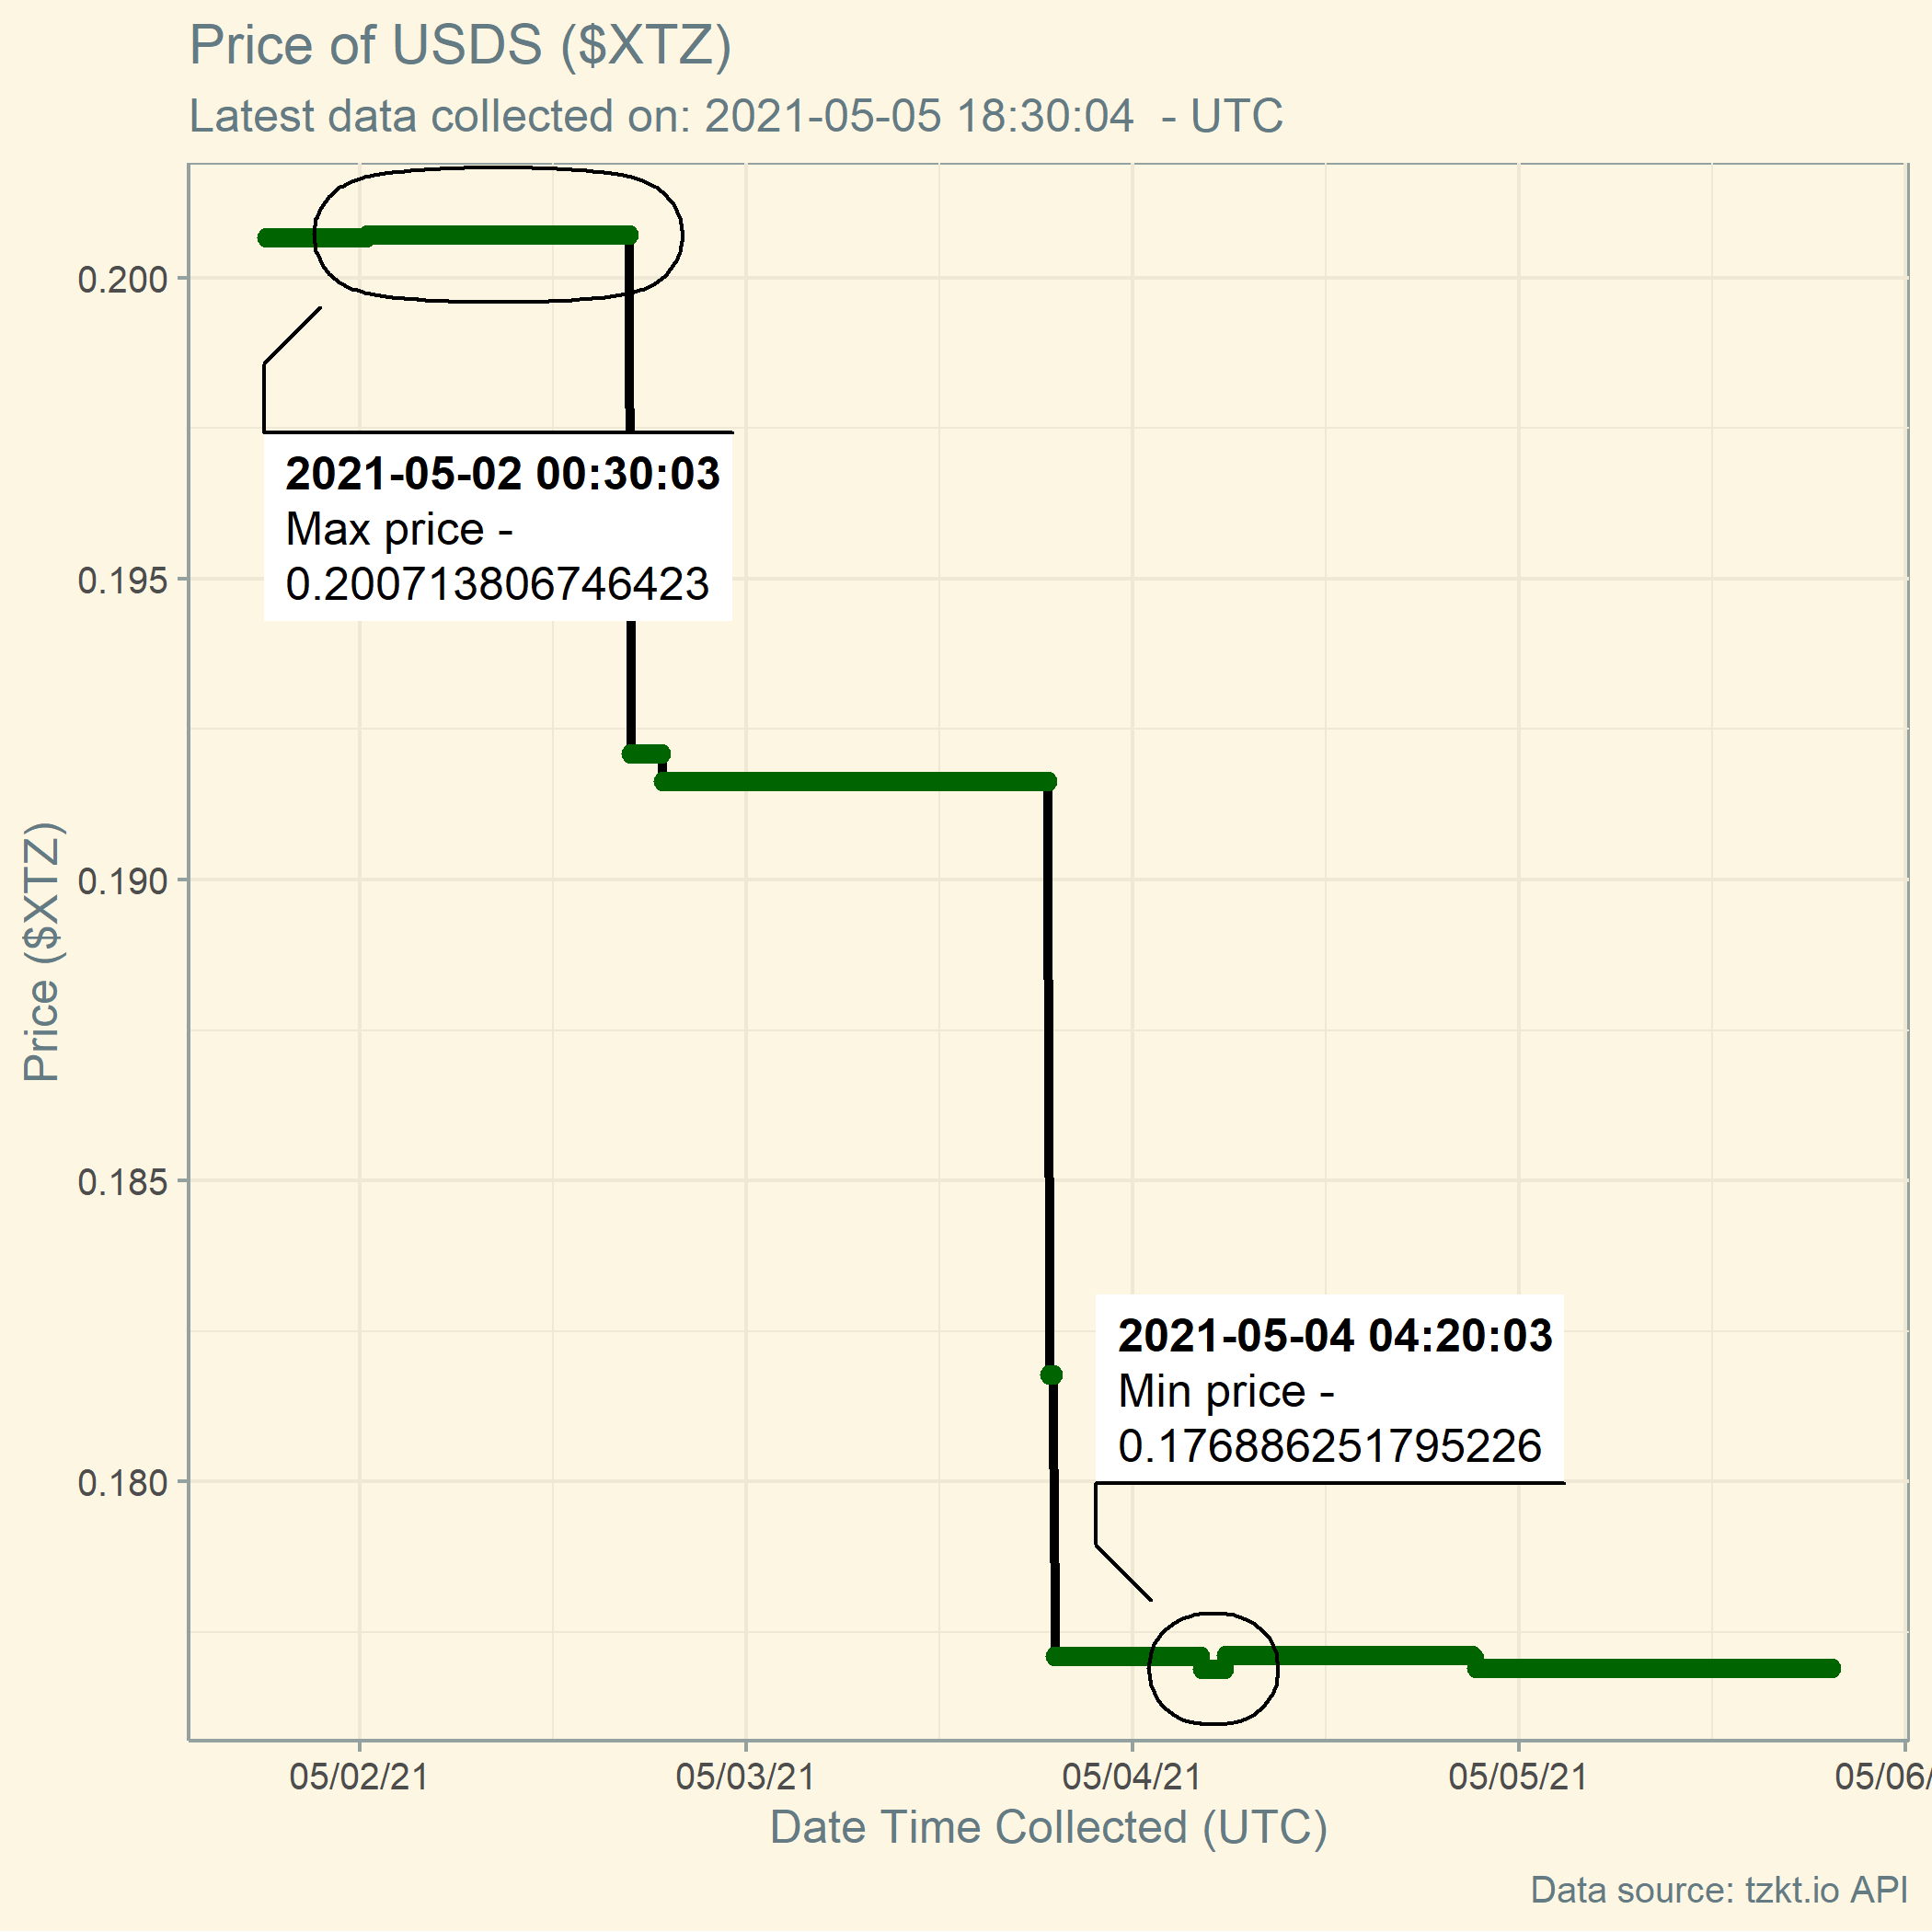 Price of USDS ($XTZ)
Latest data collected on: 2021-05-05 18:30:04  - UTC
0.200
0.195
0.190
0.185
0.180
Price ($XTZ)
2021-05-02 00:30:03
Max price -
0.200713806746423
2021-05-04 04:20:03
Min price -
0.176886251795226
05/02/21
05/03/21
05/04/21
05/05/21
05/06/
Date Time Collected (UTC)
Data source: tzkt.io API